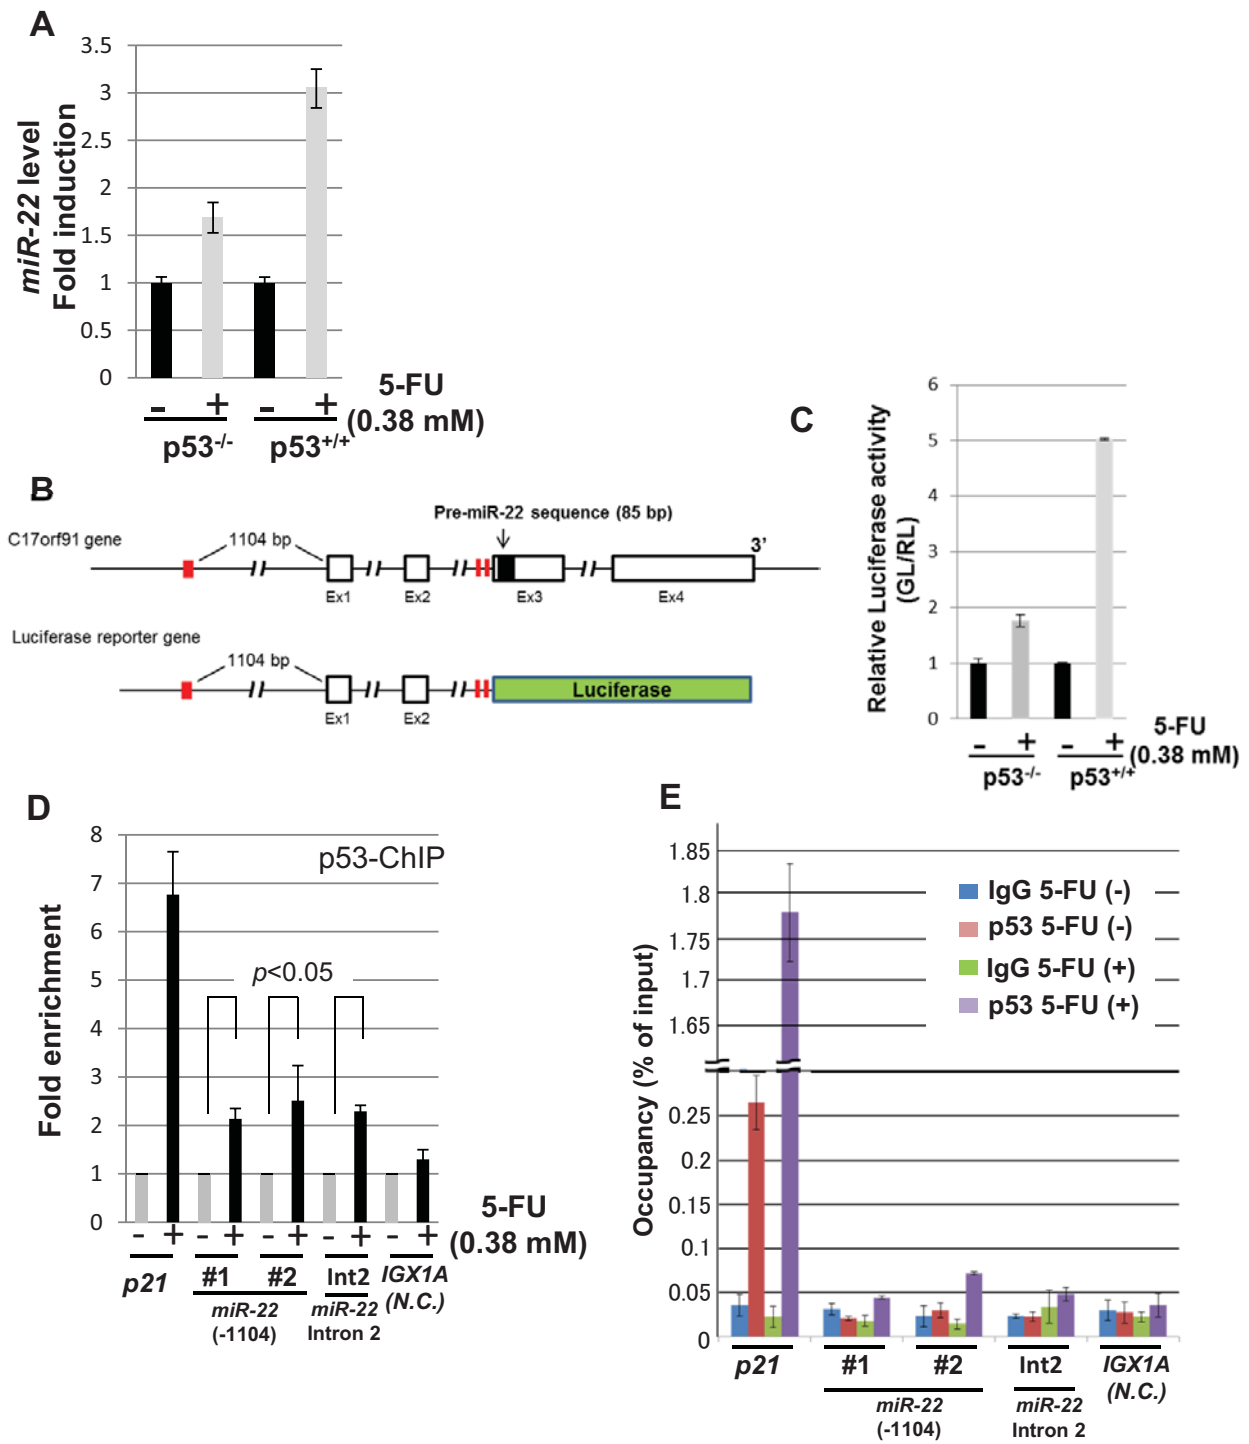 A
miR-22 level
Fold induction
3.5
3
2.5
2
1.5
1
0.5
0
- + - +
5-FU
(0.38 mM)
p53-/- p53+/+
B
Pre-miR-22 sequence (85 bp)
C17orf91 gene
1104 bp
3’
Ex1 Ex2 Ex3 Ex4
Luciferase reporter gene
1104 bp
Luciferase
Ex1 Ex2
C
Relative Luciferase activity
(GL/RL)
6
5
4
3
2
1
0
- + - +
5-FU
(0.38 mM)
p53-/- p53+/+
D
p53-ChIP
Fold enrichment
8
7
6
5
4
3
2
1
0
p<0.05
- + - + - + - + - +
5-FU
(0.38 mM)
p21 #1 #2 Int2 IGX1A
(N.C.)
miR-22
(-1104)
miR-22
Intron 2
E
Occupancy (% of input)
1.85
1.8
1.75
1.7
1.65
0.25
0.2
0.15
0.1
0.05
0
IgG 5-FU (-)
p53 5-FU (-)
IgG 5-FU (+)
p53 5-FU (+)
p21 #1 #2 Int2 IGX1A
(N.C.)
miR-22
(-1104)
miR-22
Intron 2